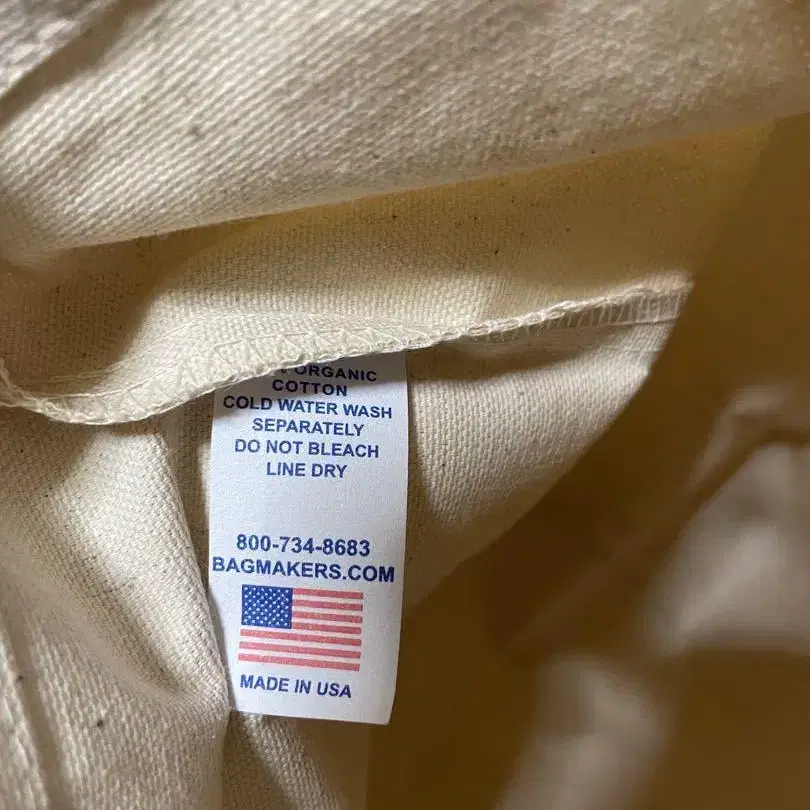 ORGANIC
COTTON
COLD WATER WASH
SEPARATELY
DO NOT BLEACH
LINE DRY
800-734-8683
BAGMAKERS.COM
MADE IN USA